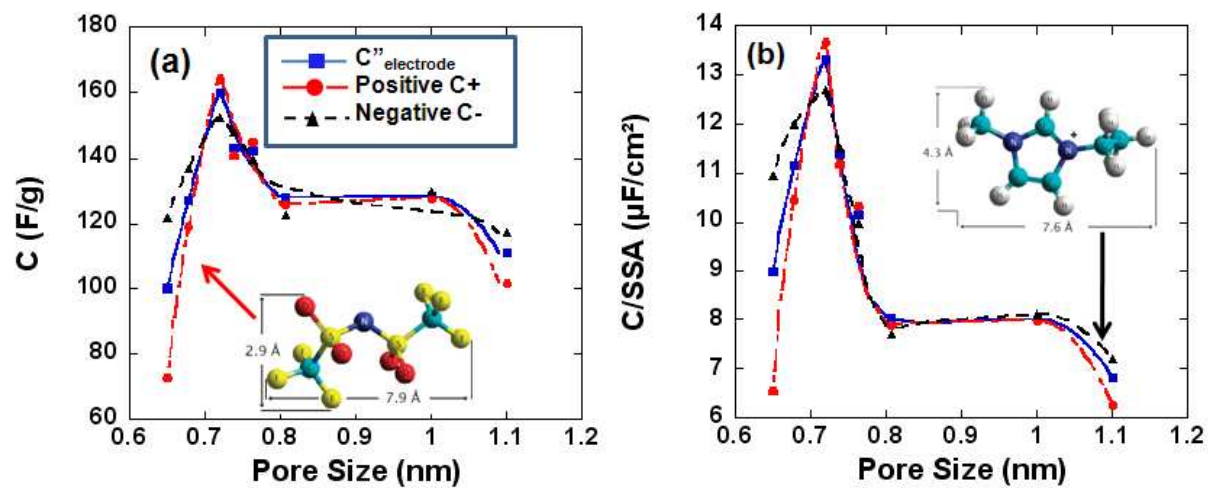 180
160
140
120
100
80
60
C (F/g)
(a)
C”electrode
Positive C+
Negative C-
2.9 Å
7.9 Å
0.6 0.7 0.8 0.9 1 1.1 1.2
Pore Size (nm)
14
13
12
11
10
9
8
7
6
C/SSA (µF/cm²)
(b)
4.3 Å
7.6 Å
N
N
+
0.6 0.7 0.8 0.9 1 1.1 1.2
Pore Size (nm)